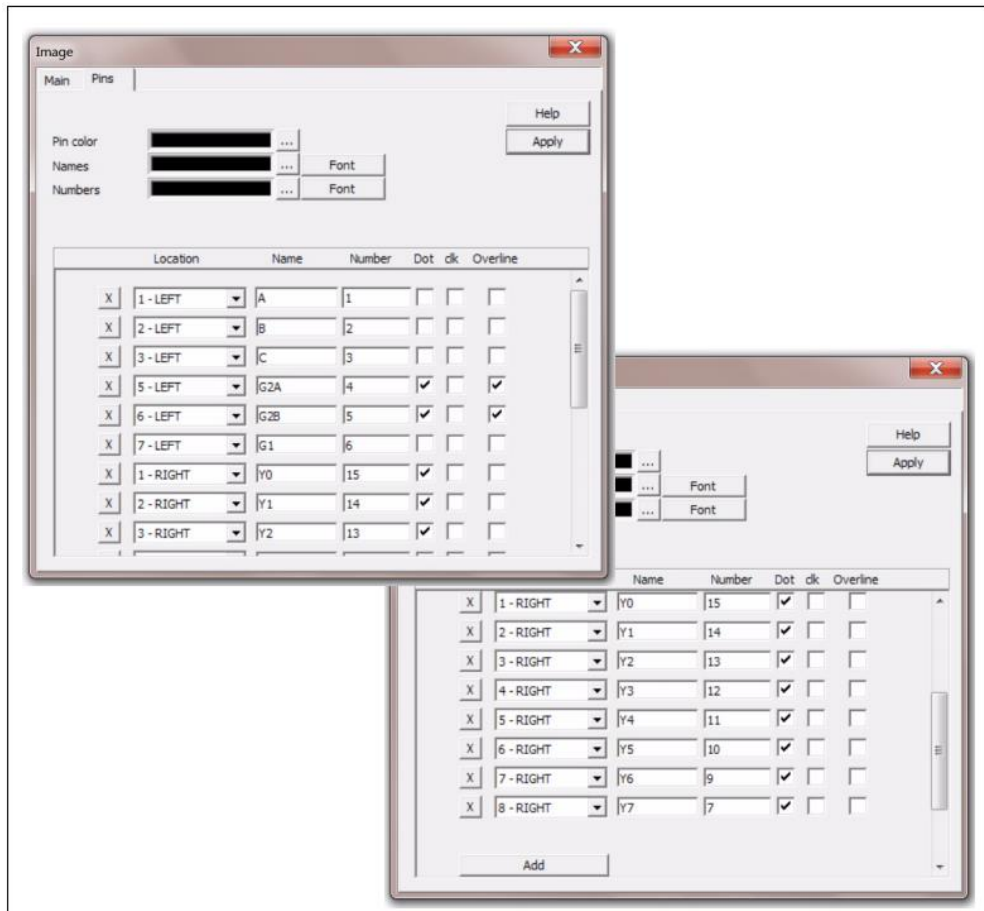 Image
X
Main Pins
Help
Pin color ... Apply
Names ... Font
Numbers ... Font
Location Name Number Dot clk Overline
X 1 - LEFT A 1
X 2 - LEFT B 2
X 3 - LEFT C 3
X 5 - LEFT G2A 4
X 6 - LEFT G2B 5
X 7 - LEFT G1 6
X 1 - RIGHT Y0 15
X 2 - RIGHT Y1 14
X 3 - RIGHT Y2 13
X
Help
... Apply
... Font
... Font
Name Number Dot clk Overline
X 1 - RIGHT Y0 15
X 2 - RIGHT Y1 14
X 3 - RIGHT Y2 13
X 4 - RIGHT Y3 12
X 5 - RIGHT Y4 11
X 6 - RIGHT Y5 10
X 7 - RIGHT Y6 9
X 8 - RIGHT Y7 7
Add